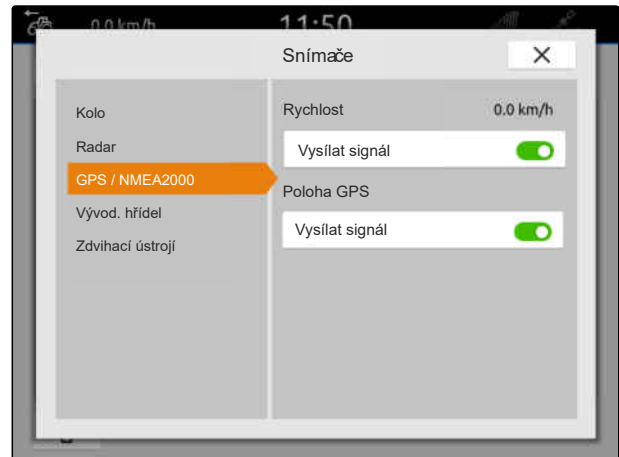 0.0 km/h
11:50
Snímače
Kolo
Radar
GPS / NMEA2000
Vývod. hřídel
Zdvihací ústrojí
Rychlost 0.0 km/h
Vysílat signál
Poloha GPS
Vysílat signál